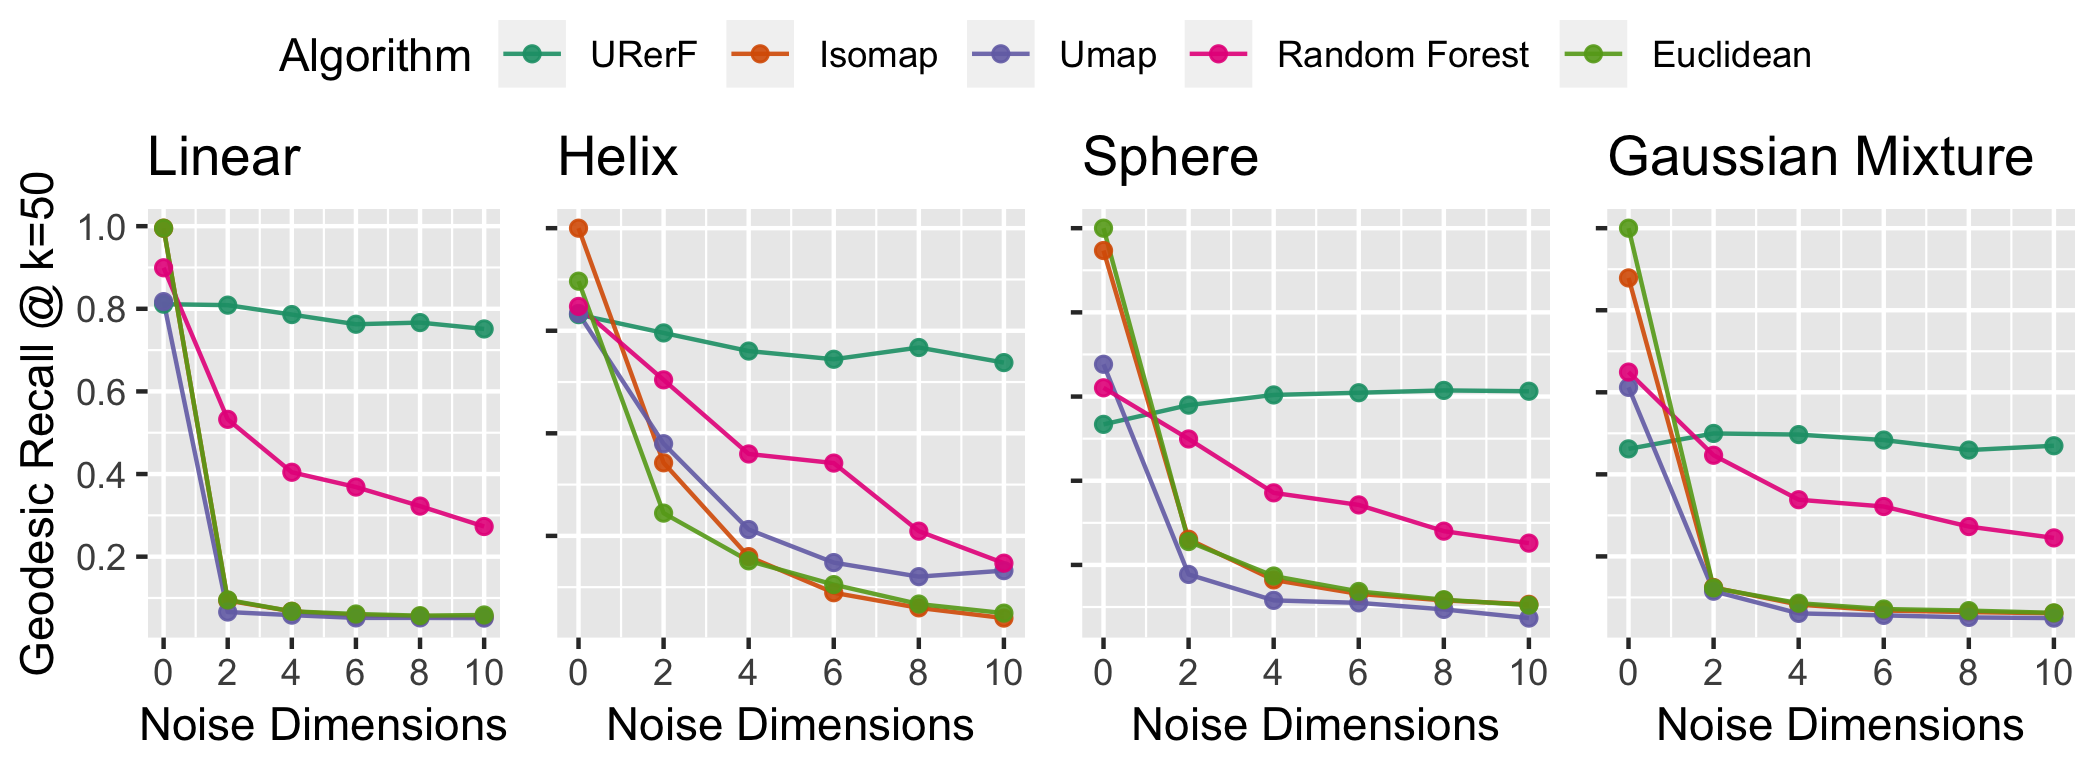 Algorithm URerF Isomap Umap Random Forest Euclidean
Linear Helix Sphere Gaussian Mixture
Geodesic Recall @ k=50
1.0
0.8
0.6
0.4
0.2
0 2 4 6 8 10 0 2 4 6 8 10 0 2 4 6 8 10 0 2 4 6 8 10
Noise Dimensions Noise Dimensions Noise Dimensions Noise Dimensions